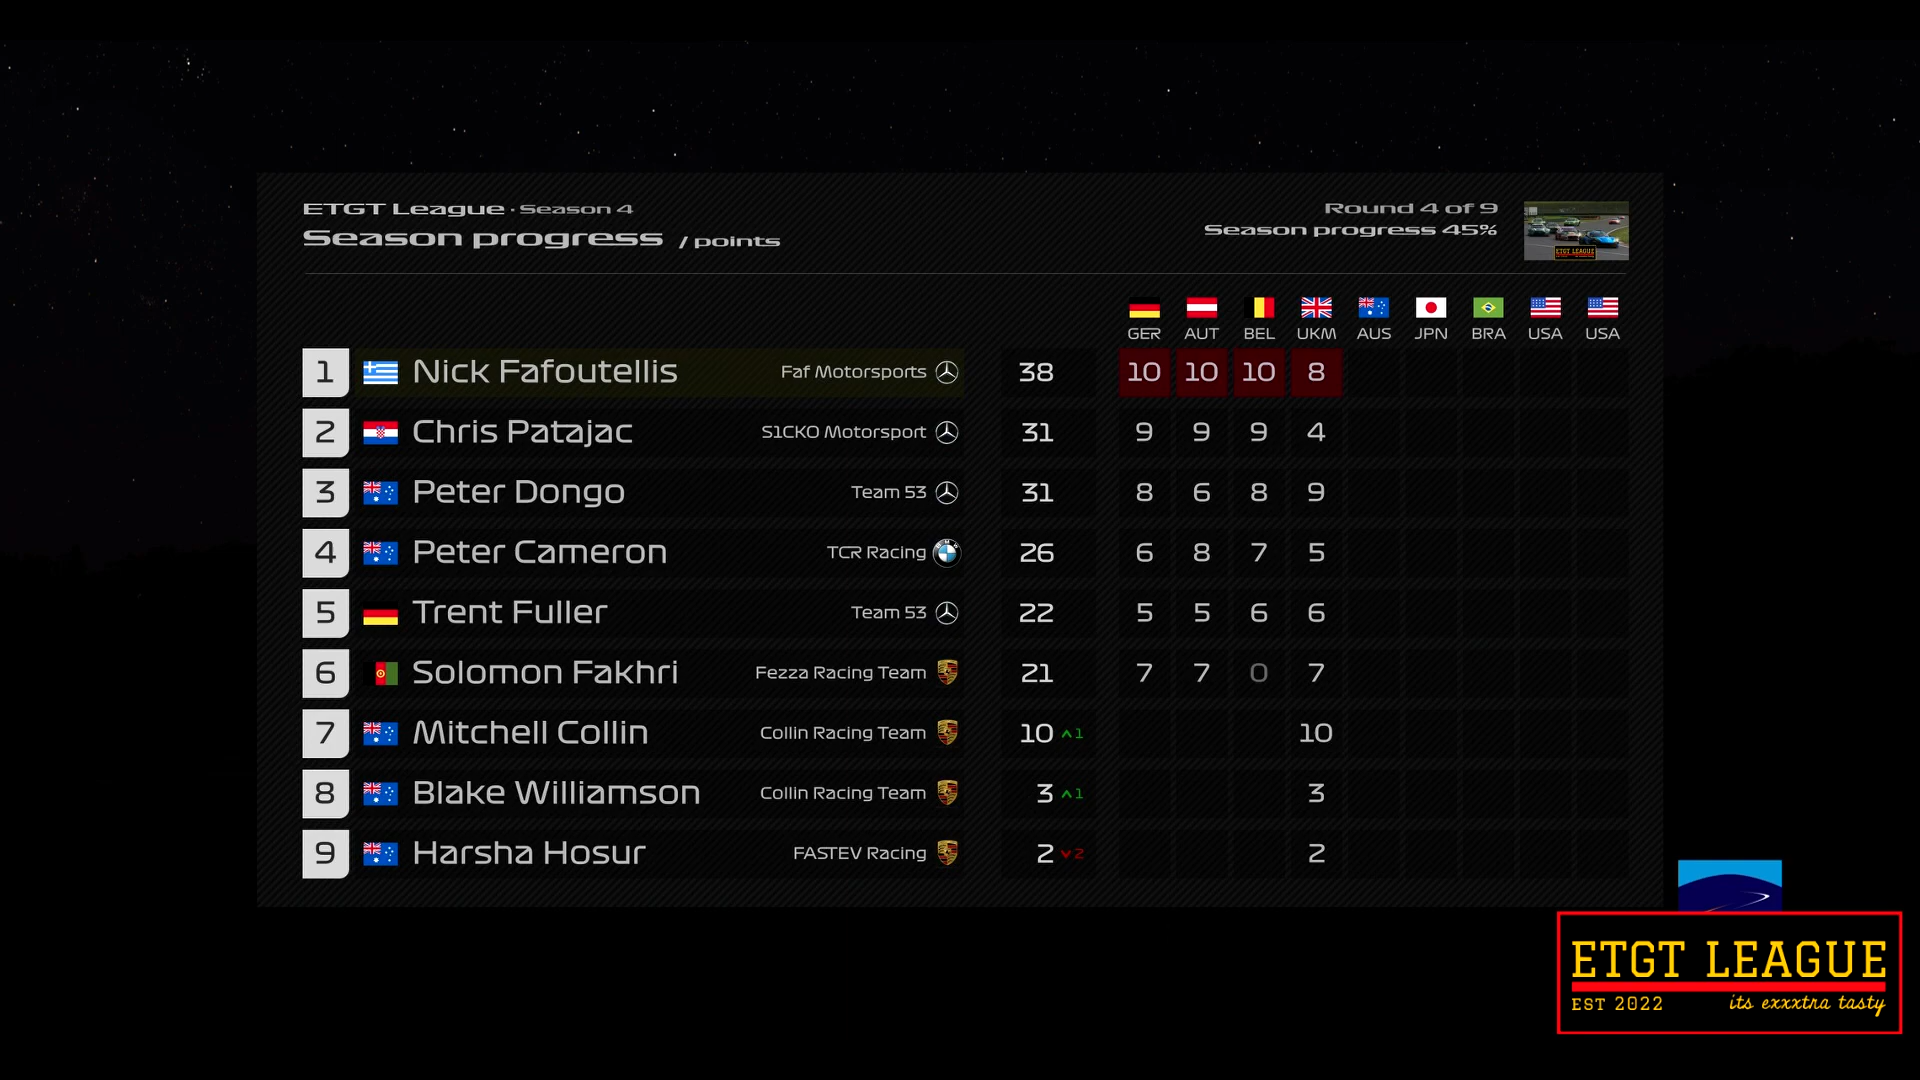 ETGT League · Season 4
Season progress / points
Round 4 of 9
Season progress 45%
ETGT LEAGUE
GER AUT BEL UKM AUS JPN BRA USA USA
1 Nick Fafoutellis Faf Motorsports 38 10 10 10 8
2 Chris Patajac S1CKO Motorsport 31 9 9 9 4
3 Peter Dongo Team 53 31 8 6 8 9
4 Peter Cameron TCR Racing BMW 26 6 8 7 5
5 Trent Fuller Team 53 22 5 5 6 6
6 Solomon Fakhri Fezza Racing Team 21 7 7 0 7
7 Mitchell Collin Collin Racing Team 10 1 10
8 Blake Williamson Collin Racing Team 3 1 3
9 Harsha Hosur FASTEV Racing 2 2 2
ETGT LEAGUE
EST 2022 its exxxtra tasty